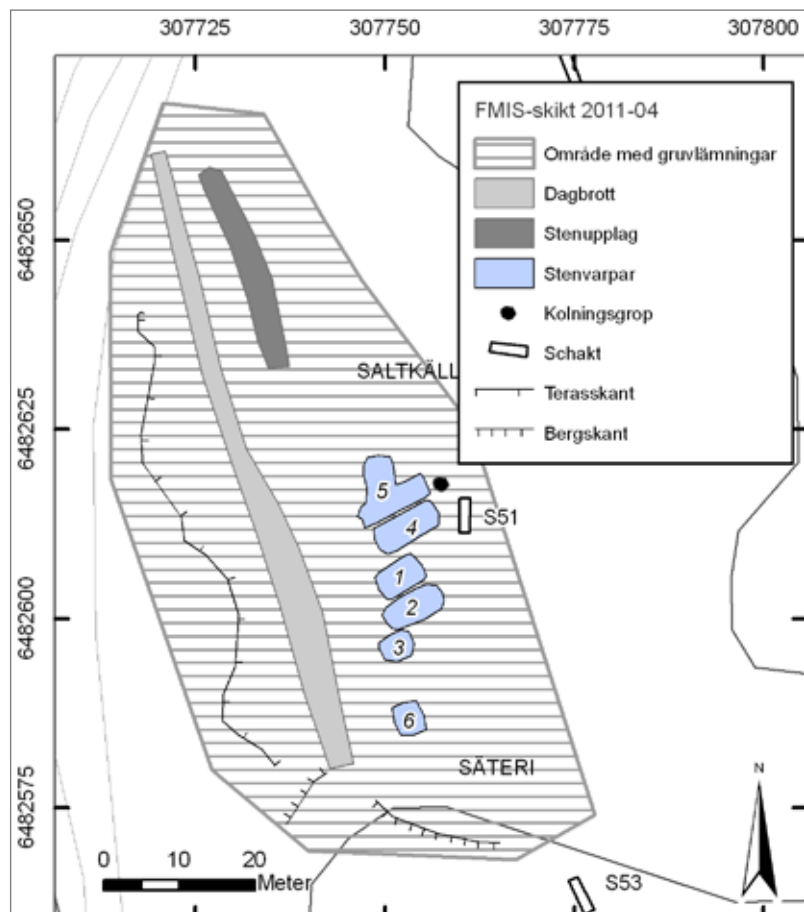 307725 307750 307775 307800
FMIS-skikt 2011-04
Område med gruvlämningar
Dagbrott
Stenupplag
Stenvarpar
Kolningsgrop
Schakt
Terasskant
Bergskant
6482650
6482625
6482600
6482575
SALTKÄLL
5
4
S51
1
2
3
6
SÄTERI
N
0 10 20
Meter
S53